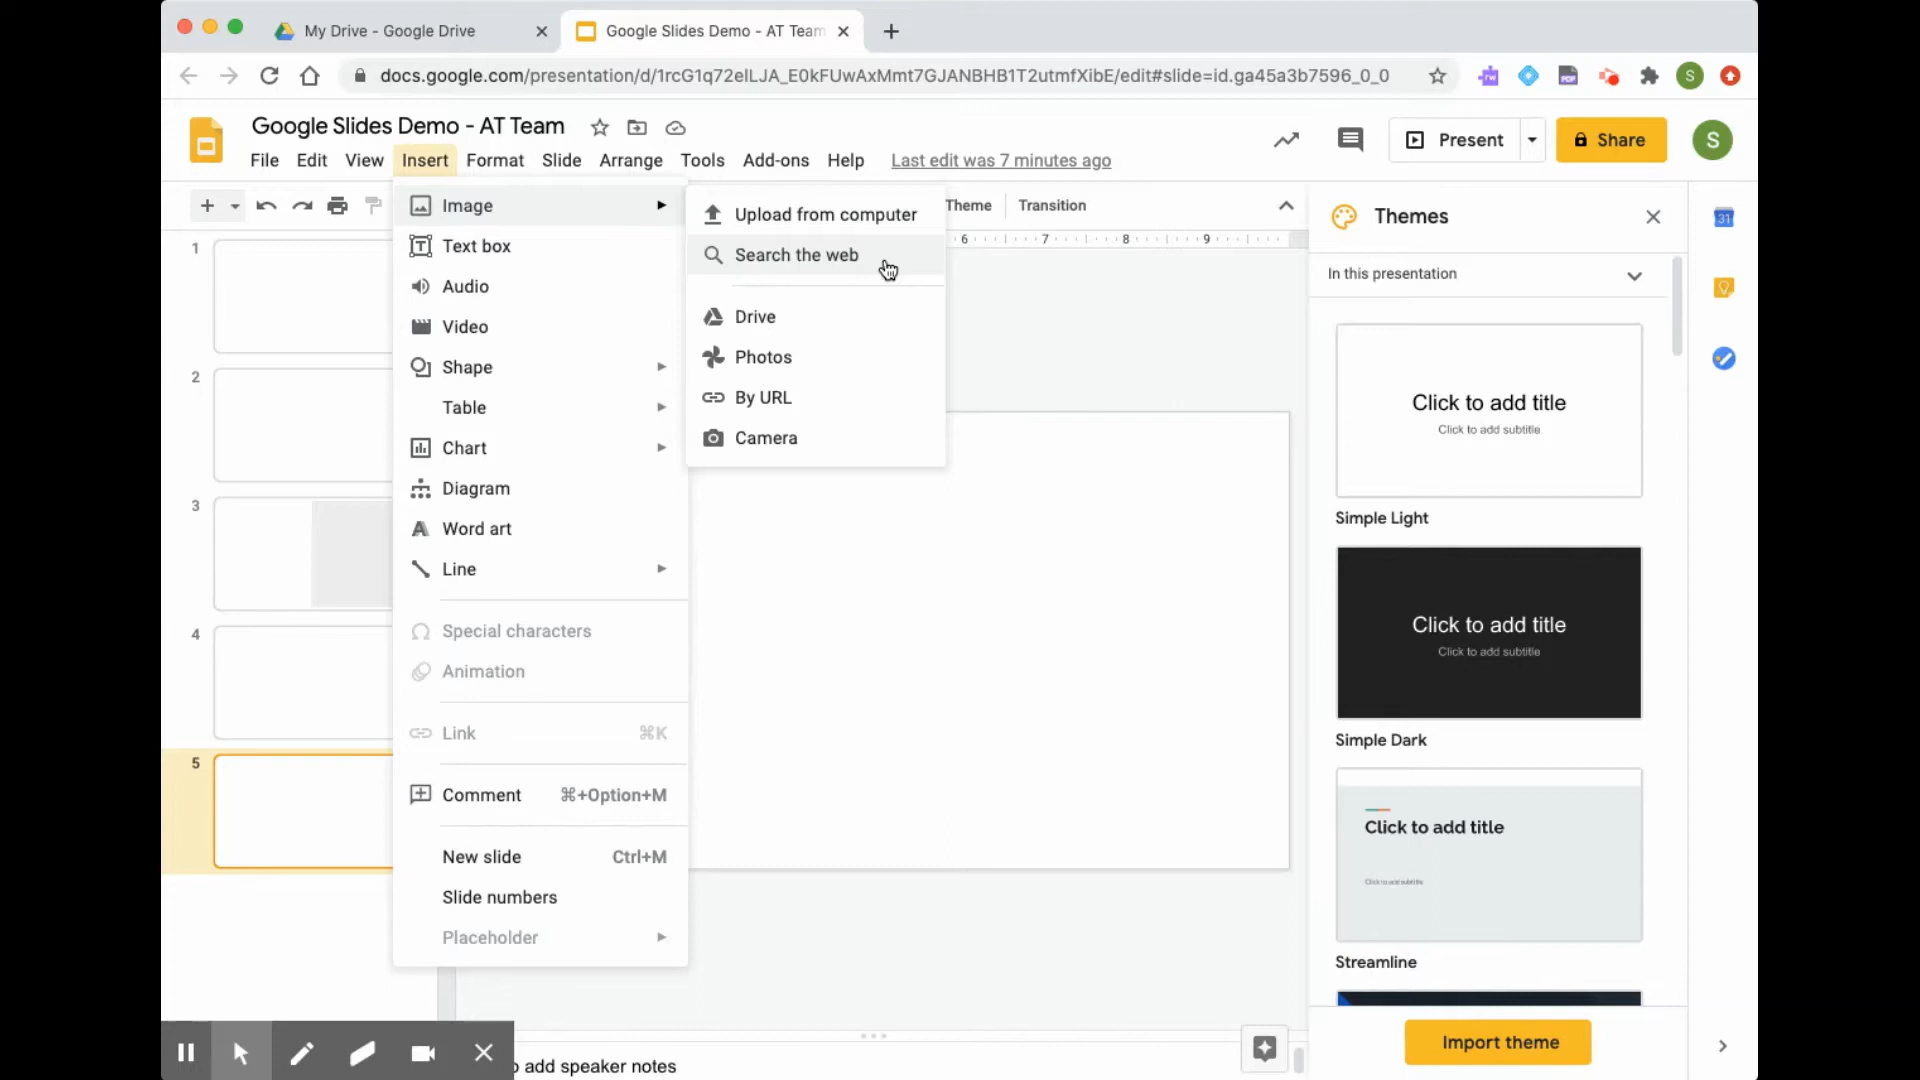 My Drive - Google Drive
Google Slides Demo - AT Team
docs.google.com/presentation/d/1rcG1q72elLJA_E0kFUwAxMmt7GJANBHB1T2utmfXibE/edit#slide=id.ga45a3b7596_0_0
S
Google Slides Demo - AT Team
File Edit View Insert Format Slide Arrange Tools Add-ons Help Last edit was 7 minutes ago
Present
Share
S
Theme
Transition
6 7 8 9
Image
Text box
Audio
Video
Shape
Table
Chart
Diagram
Word art
Line
Special characters
Animation
Link ⌘K
Comment ⌘+Option+M
New slide Ctrl+M
Slide numbers
Placeholder
Upload from computer
Search the web
Drive
Photos
By URL
Camera
1
2
3
4
5
Themes
In this presentation
Click to add title
Click to add subtitle
Simple Light
Click to add title
Click to add subtitle
Simple Dark
Click to add title
Click to add subtitle
Streamline
Import theme
31
add speaker notes